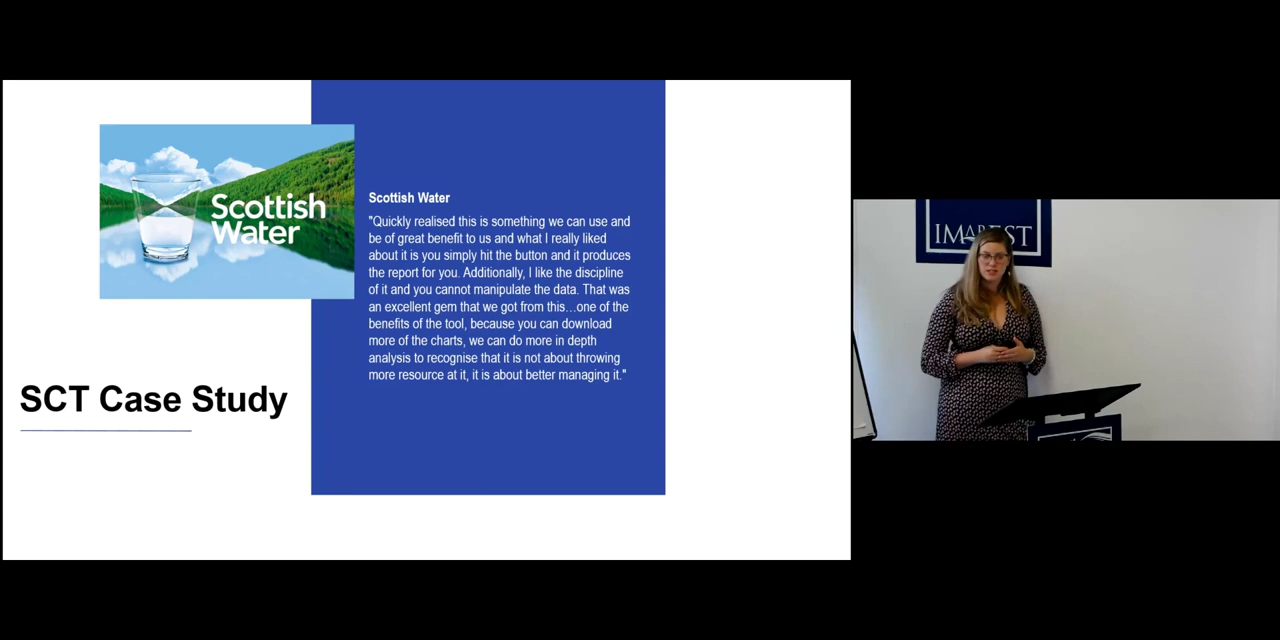 Scottish
Water
SCT Case Study
Scottish Water
"Quickly realised this is something we can use and
be of great benefit to us and what I really liked
about it is you simply hit the button and it produces
the report for you. Additionally, I like the discipline
of it and you cannot manipulate the data. That was
an excellent gem that we got from this...one of the
benefits of the tool, because you can download
more of the charts, we can do more in depth
analysis to recognise that it is not about throwing
more resource at it, it is about better managing it."
IMAREST